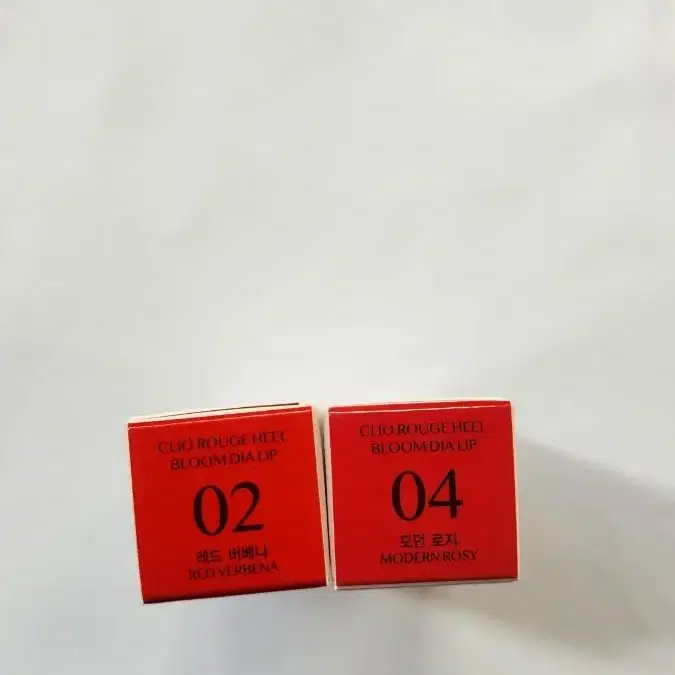 CLIO ROUGE HEEL
BLOOM DIA LIP
02
레드 버베나
RED VERBENA
CLIO ROUGE HEEL
BLOOM DIA LIP
04
모던 로지
MODERN ROSY